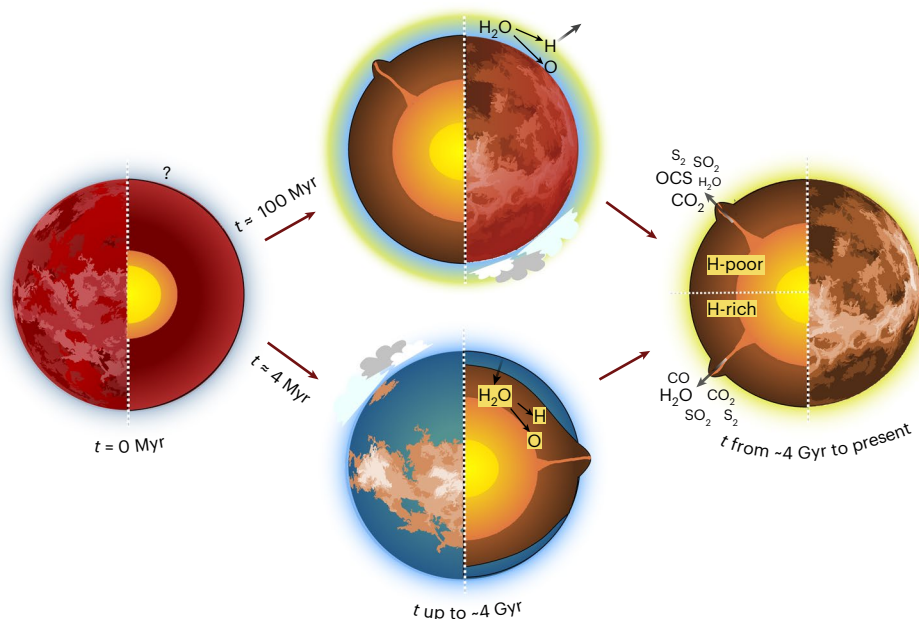 ?
t = 0 Myr
t ≈ 100 Myr
t ≈ 4 Myr
H₂O
H
O
H₂O
H
O
t up to ~4 Gyr
S₂ SO₂
OCS H₂O
CO₂
H-poor
H-rich
CO
H₂O CO₂
SO₂ S₂
t from ~4 Gyr to present